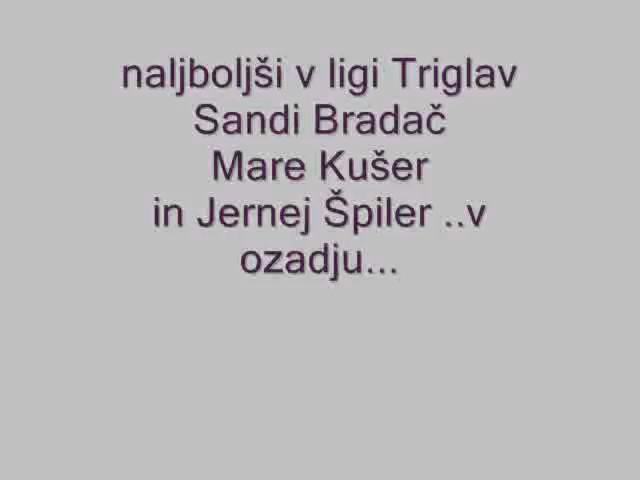 naljboljši v ligi Triglav
Sandi Bradač
Mare Kušer
in Jernej Špiler ..v
ozadju...